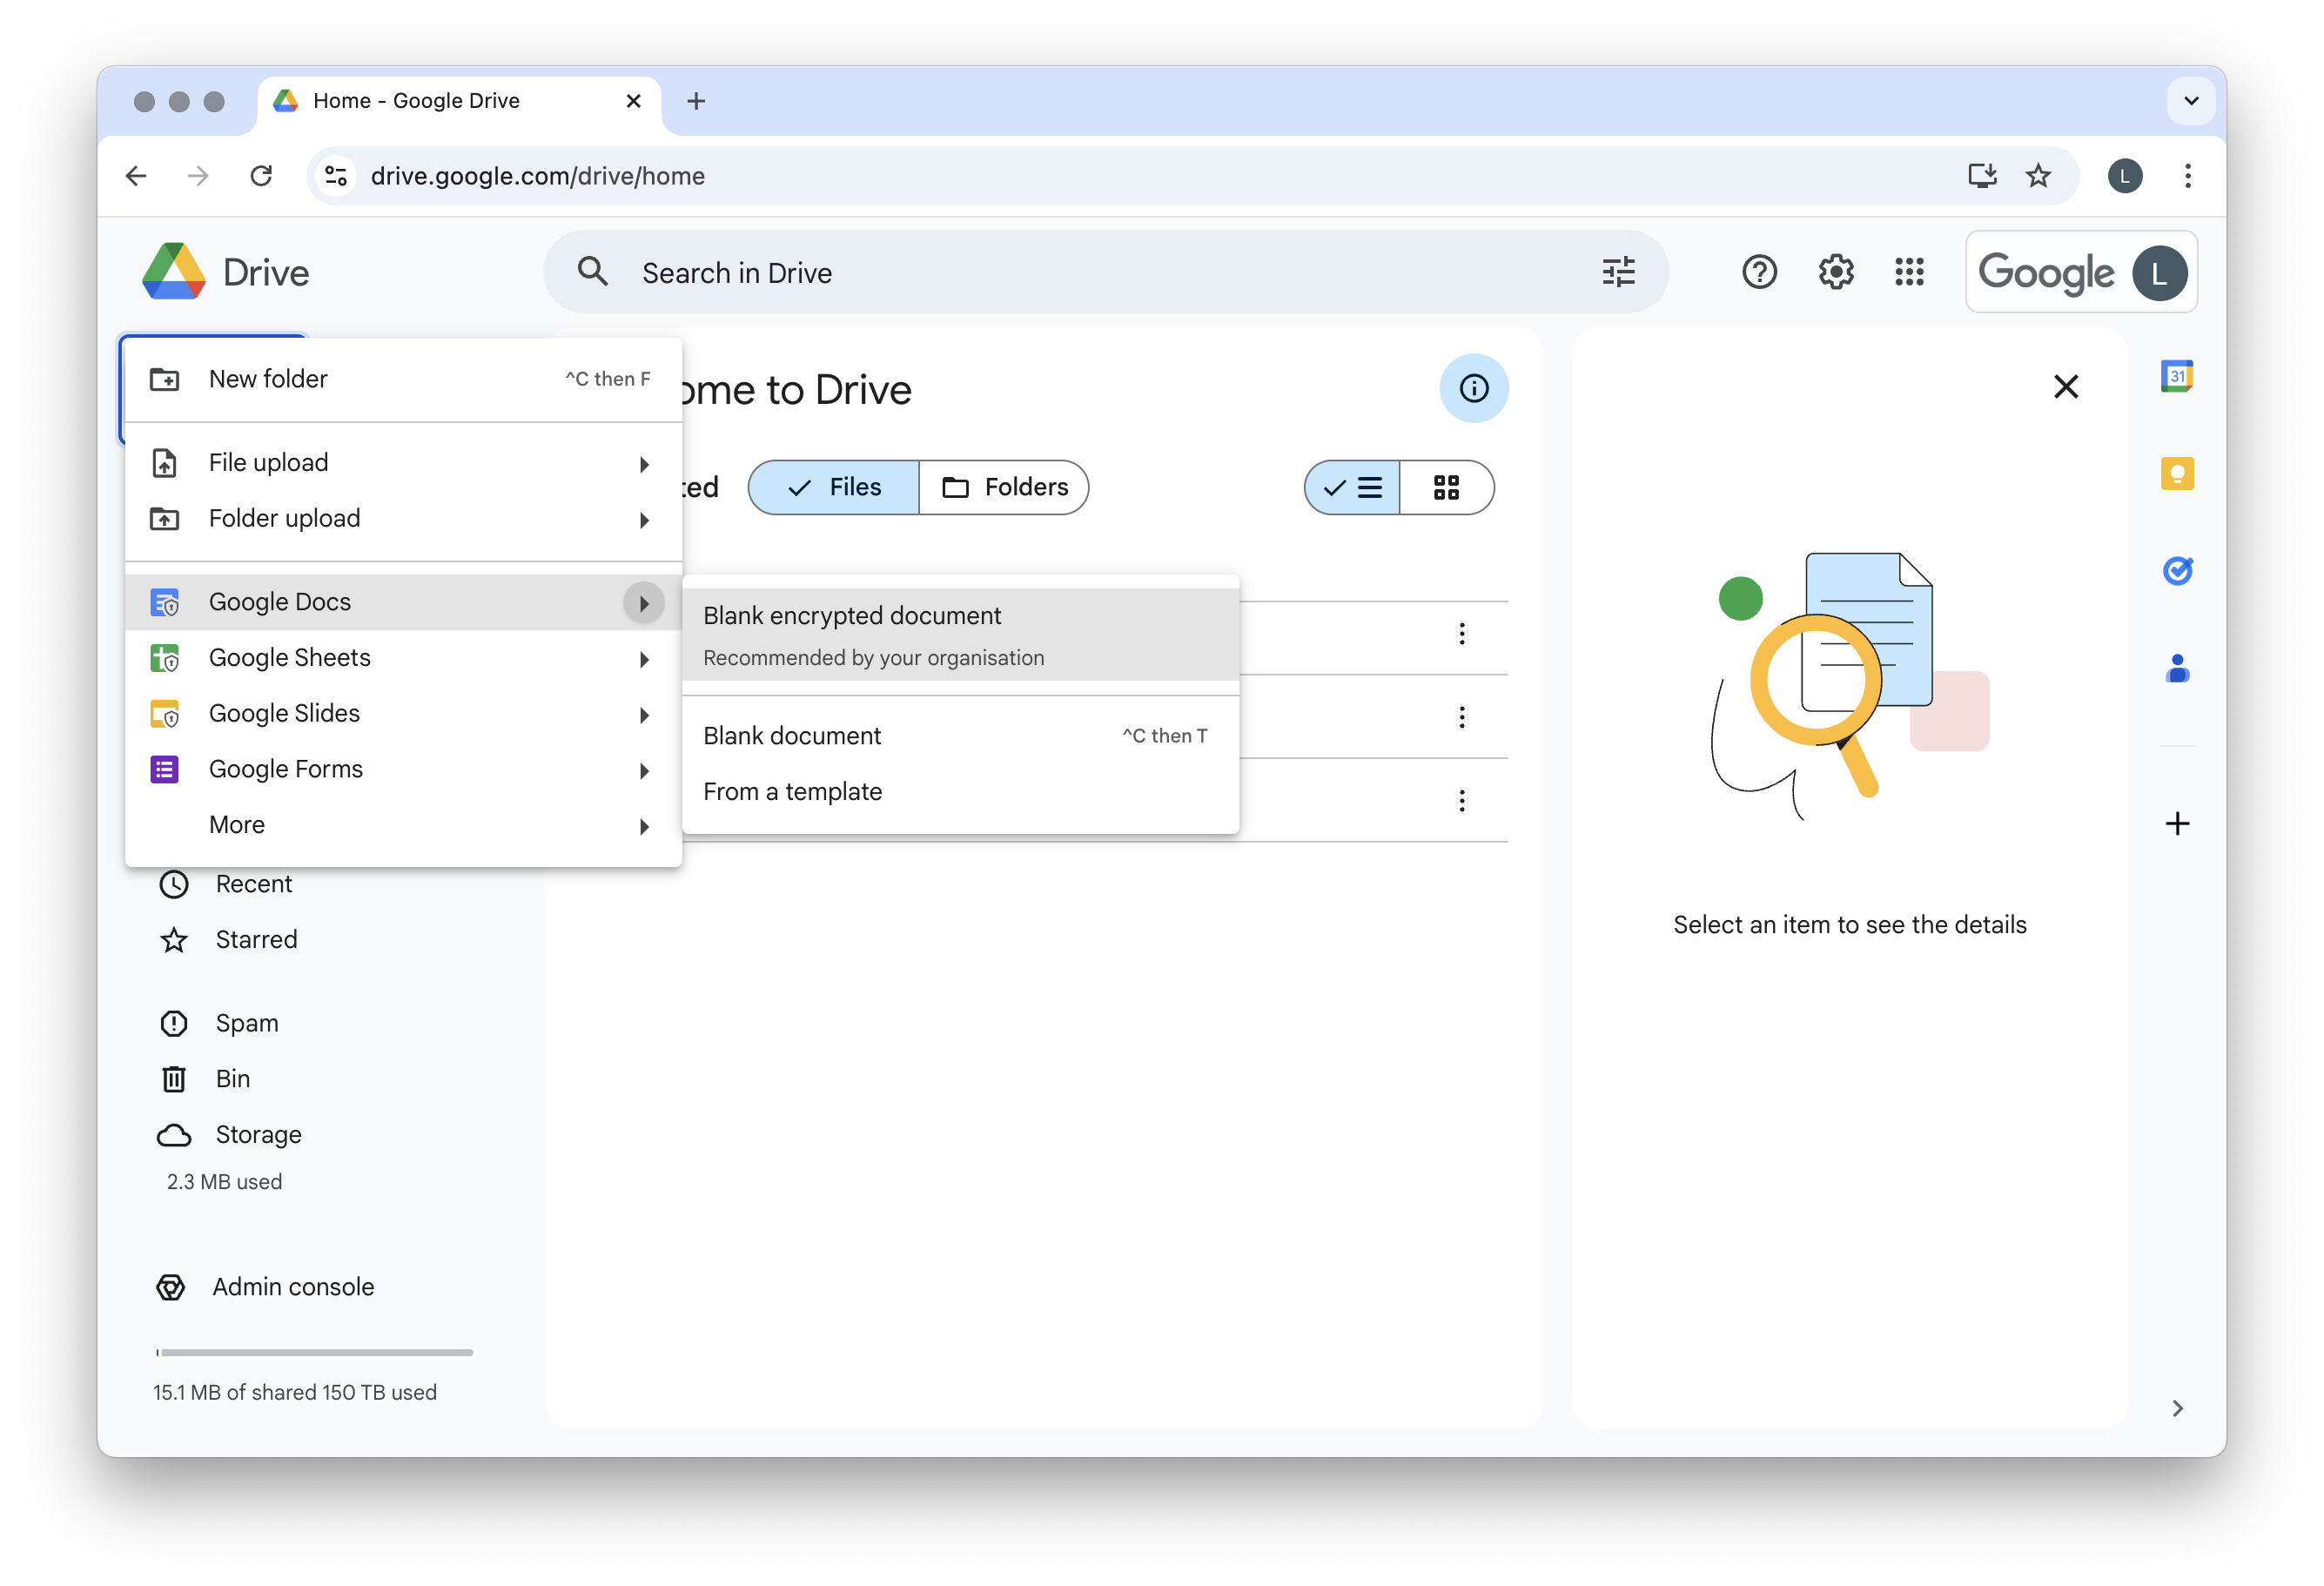 Home - Google Drive
drive.google.com/drive/home
L
Drive
Search in Drive
Google
L
ome to Drive
ted
Files
Folders
New folder
^C then F
File upload
Folder upload
Google Docs
Google Sheets
Google Slides
Google Forms
More
Blank encrypted document
Recommended by your organisation
Blank document
^C then T
From a template
Recent
Starred
Spam
Bin
Storage
2.3 MB used
Admin console
15.1 MB of shared 150 TB used
31
Select an item to see the details